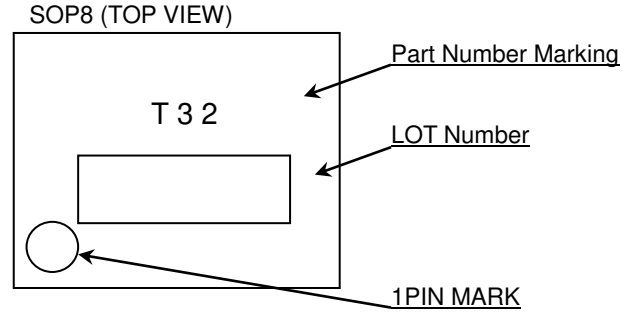 SOP8 (TOP VIEW)
Part Number Marking
T 3 2
LOT Number
1PIN MARK